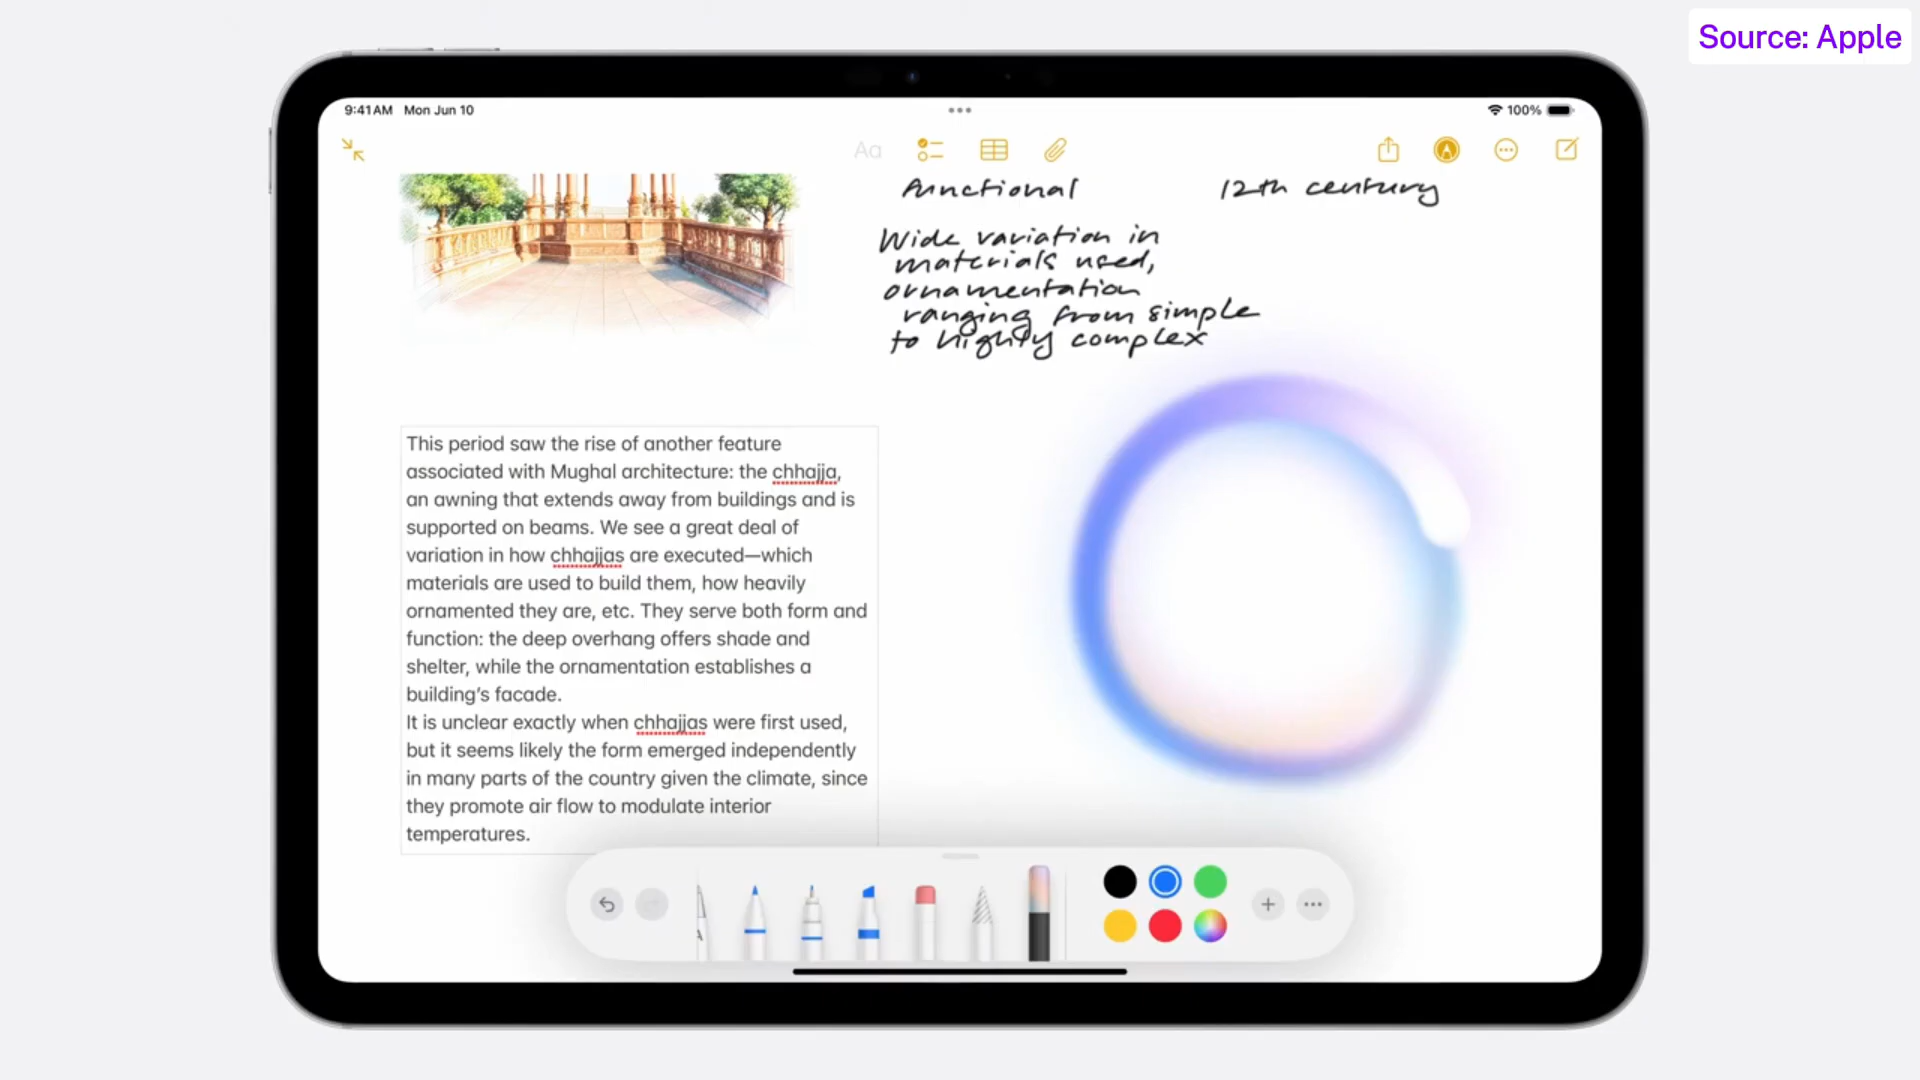 Source: Apple
9:41AM Mon Jun 10
100%
Aa
functional
12th century
Wide variation in
materials used,
ornamentation
ranging from simple
to highly complex
This period saw the rise of another feature
associated with Mughal architecture: the chhajja,
an awning that extends away from buildings and is
supported on beams. We see a great deal of
variation in how chhajjas are executed—which
materials are used to build them, how heavily
ornamented they are, etc. They serve both form and
function: the deep overhang offers shade and
shelter, while the ornamentation establishes a
building's facade.
It is unclear exactly when chhajjas were first used,
but it seems likely the form emerged independently
in many parts of the country given the climate, since
they promote air flow to modulate interior
temperatures.
A